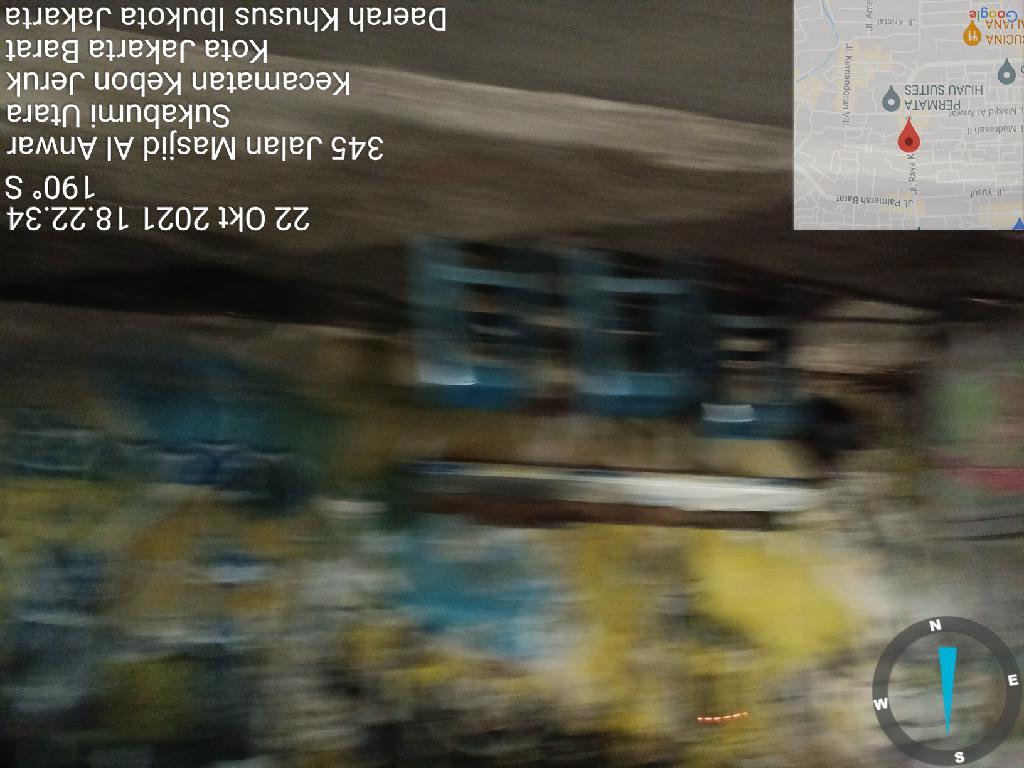 S
W
E
N
22 Okt 2021 18.22.34
190° S
345 Jalan Masjid Al Anwar
Sukabumi Utara
Kecamatan Kebon Jeruk
Kota Jakarta Barat
Daerah Khusus Ibukota Jakarta
Jl. Palmerah Barat
Jl. Yusuf
Jl. Raya K
Madrasah II
Masjid Al Anwar
PERMATA
HIJAU SUITES
Jl. Kemandoran VIII
Jl. Kristal
Google